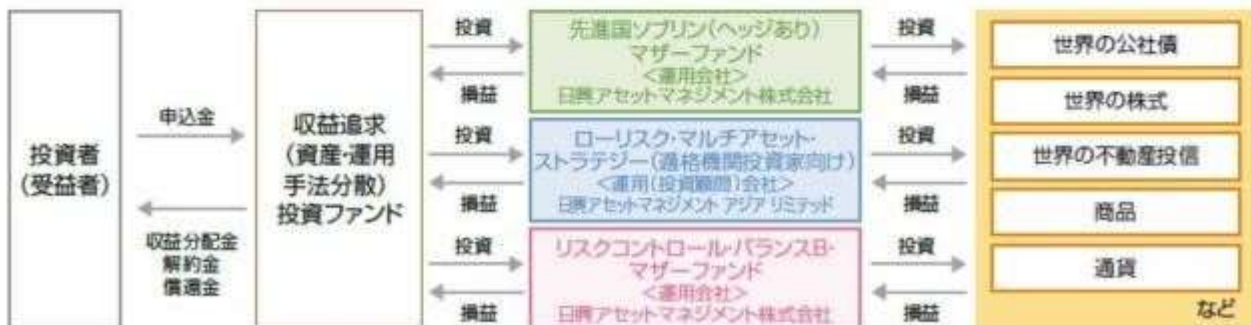 投資者
(受益者)
申込金
収益分配金
解約金
償還金
収益追求
(資産・運用
手法分散)
投資ファンド
投資
損益
投資
損益
投資
損益
先進国ソブリン(ヘッジあり)
マザーファンド
<運用会社>
日興アセットマネジメント株式会社
ローリスク・マルチアセット・
ストラテジー(適格機関投資家向け)
<運用(投資顧問)会社>
日興アセットマネジメント アジア リミテッド
リスクコントロール・バランスB・
マザーファンド
<運用会社>
日興アセットマネジメント株式会社
投資
損益
投資
損益
投資
損益
世界の公社債
世界の株式
世界の不動産投信
商品
通貨
など